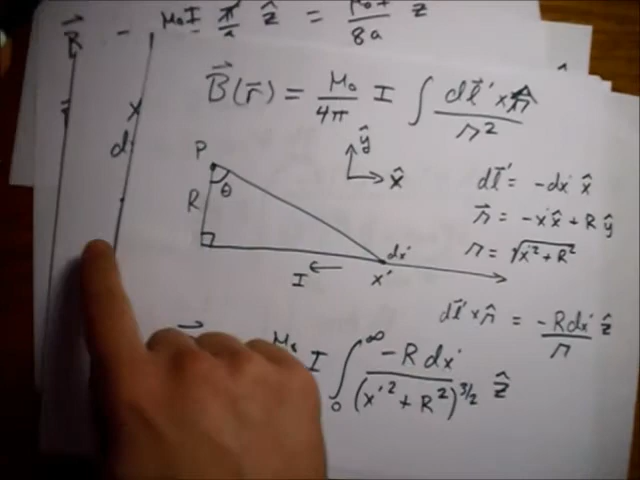 B⃗ = μ₀I/4 π/a ẑ = μ₀I/8a ẑ
d
x
B⃗(r⃗) = μ₀/4π I ∫ dl⃗' × r̂ / r²
ŷ
x̂
P
θ
R
I
dx'
x'
dl⃗' = -dx' x̂
r⃗ = -x' x̂ + R ŷ
r = √(x'² + R²)
dl⃗' × r̂ = -R dx' / r ẑ
μ₀ I ∫₀^∞ -R dx' / (x'² + R²)^(3/2) ẑ